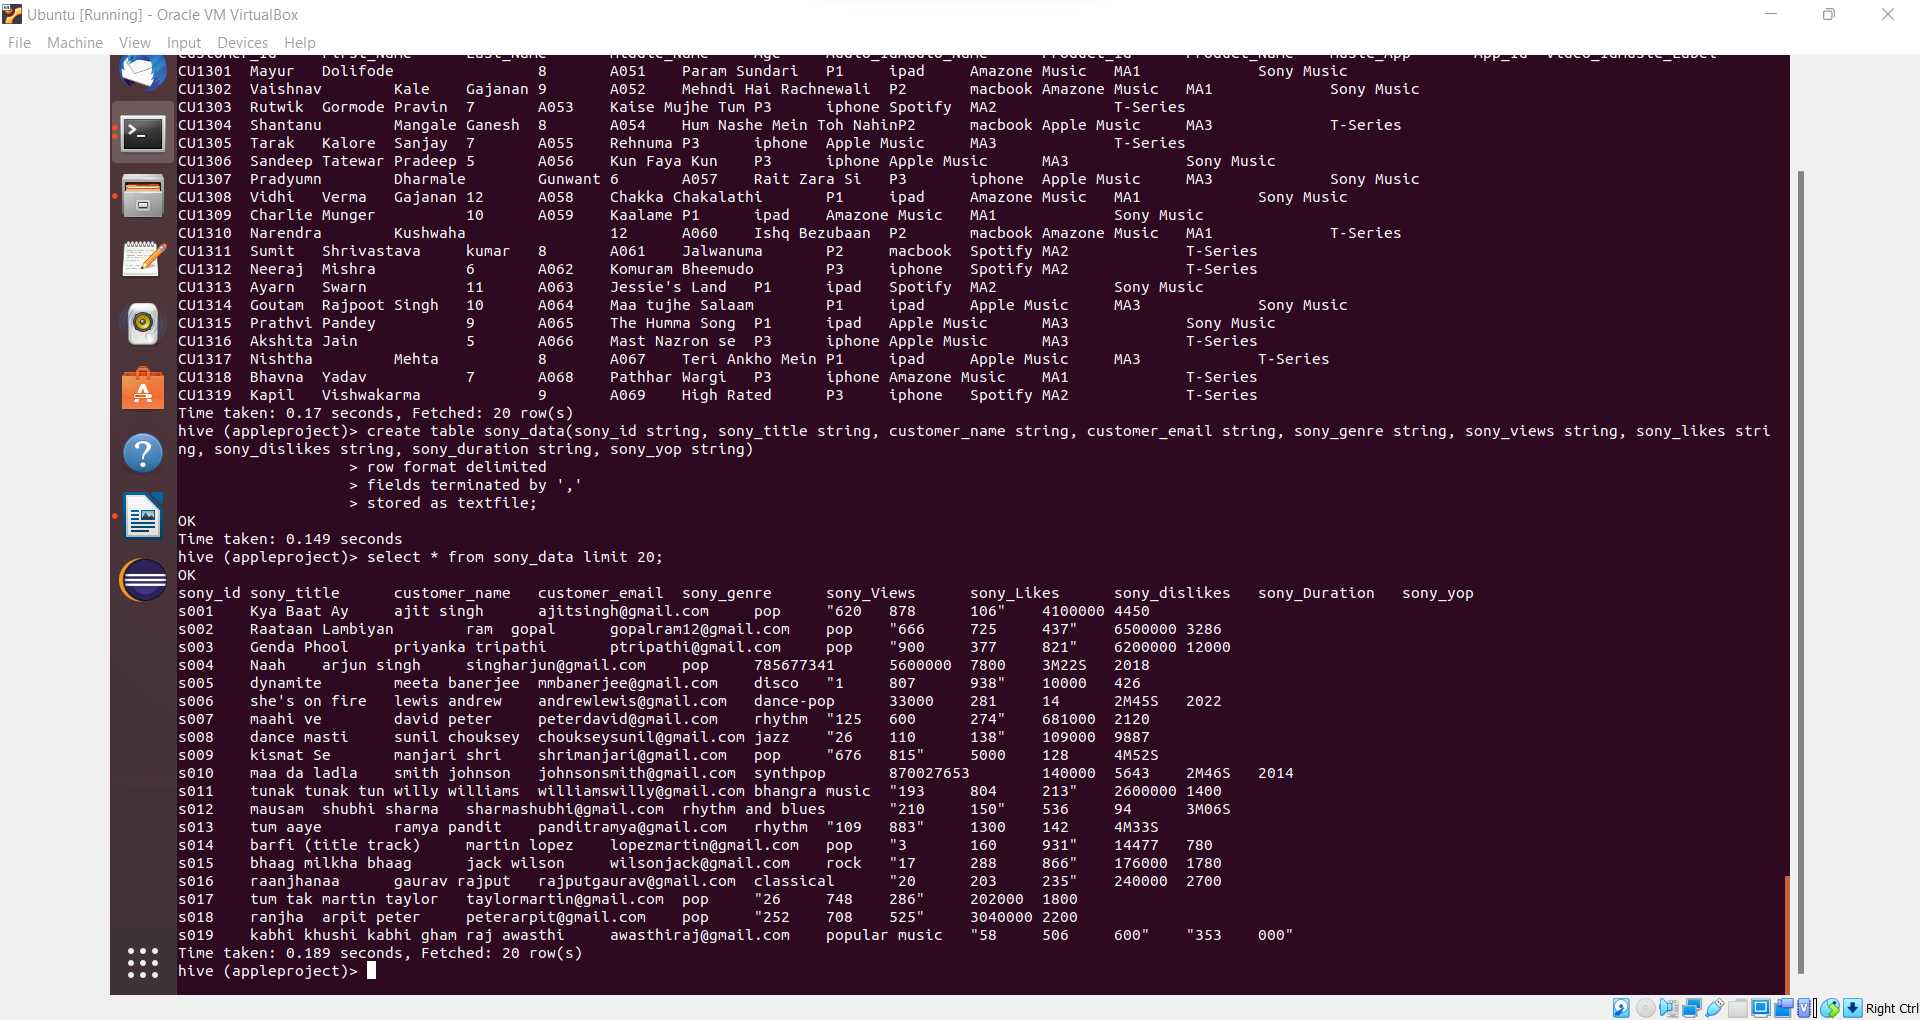 Ubuntu [Running] - Oracle VM VirtualBox
File Machine View Input Devices Help
Customer_id First_Name Last_Name Middle_Name Age Audio_idAudio_Name Product_id Product_Name Music_App App_id Video_idMusic_Label
CU1301 Mayur Dolifode 8 A051 Param Sundari P1 ipad Amazone Music MA1 Sony Music
CU1302 Vaishnav Kale Gajanan 9 A052 Mehndi Hai Rachnewali P2 macbook Amazone Music MA1 Sony Music
CU1303 Rutwik Gormode Pravin 7 A053 Kaise Mujhe Tum P3 iphone Spotify MA2 T-Series
CU1304 Shantanu Mangale Ganesh 8 A054 Hum Nashe Mein Toh NahinP2 macbook Apple Music MA3 T-Series
CU1305 Tarak Kalore Sanjay 7 A055 Rehnuma P3 iphone Apple Music MA3 T-Series
CU1306 Sandeep Tatewar Pradeep 5 A056 Kun Faya Kun P3 iphone Apple Music MA3 Sony Music
CU1307 Pradyumn Dharmale Gunwant 6 A057 Rait Zara Si P3 iphone Apple Music MA3 Sony Music
CU1308 Vidhi Verma Gajanan 12 A058 Chakka Chakalathi P1 ipad Amazone Music MA1 Sony Music
CU1309 Charlie Munger 10 A059 Kaalame P1 ipad Amazone Music MA1 Sony Music
CU1310 Narendra Kushwaha 12 A060 Ishq Bezubaan P2 macbook Amazone Music MA1 T-Series
CU1311 Sumit Shrivastava kumar 8 A061 Jalwanuma P2 macbook Spotify MA2 T-Series
CU1312 Neeraj Mishra 6 A062 Komuram Bheemudo P3 iphone Spotify MA2 T-Series
CU1313 Ayarn Swarn 11 A063 Jessie's Land P1 ipad Spotify MA2 Sony Music
CU1314 Goutam Rajpoot Singh 10 A064 Maa tujhe Salaam P1 ipad Apple Music MA3 Sony Music
CU1315 Prathvi Pandey 9 A065 The Humma Song P1 ipad Apple Music MA3 Sony Music
CU1316 Akshita Jain 5 A066 Mast Nazron se P3 iphone Apple Music MA3 T-Series
CU1317 Nishtha Mehta 8 A067 Teri Ankho Mein P1 ipad Apple Music MA3 T-Series
CU1318 Bhavna Yadav 7 A068 Pathhar Wargi P3 iphone Amazone Music MA1 T-Series
CU1319 Kapil Vishwakarma 9 A069 High Rated P3 iphone Spotify MA2 T-Series
Time taken: 0.17 seconds, Fetched: 20 row(s)
hive (appleproject)> create table sony_data(sony_id string, sony_title string, customer_name string, customer_email string, sony_genre string, sony_views string, sony_likes stri
ng, sony_dislikes string, sony_duration string, sony_yop string)
> row format delimited
> fields terminated by ','
> stored as textfile;
OK
Time taken: 0.149 seconds
hive (appleproject)> select * from sony_data limit 20;
OK
sony_id sony_title customer_name customer_email sony_genre sony_Views sony_Likes sony_dislikes sony_Duration sony_yop
s001 Kya Baat Ay ajit singh ajitsingh@gmail.com pop "620 878 106" 4100000 4450
s002 Raataan Lambiyan ram gopal gopalram12@gmail.com pop "666 725 437" 6500000 3286
s003 Genda Phool priyanka tripathi ptripathi@gmail.com pop "900 377 821" 6200000 12000
s004 Naah arjun singh singharjun@gmail.com pop 785677341 5600000 7800 3M22S 2018
s005 dynamite meeta banerjee mmbanerjee@gmail.com disco "1 807 938" 10000 426
s006 she's on fire lewis andrew andrewlewis@gmail.com dance-pop 33000 281 14 2M45S 2022
s007 maahi ve david peter peterdavid@gmail.com rhythm "125 600 274" 681000 2120
s008 dance masti sunil chouksey choukseysunil@gmail.com jazz "26 110 138" 109000 9887
s009 kismat Se manjari shri shrimanjari@gmail.com pop "676 815" 5000 128 4M52S
s010 maa da ladla smith johnson johnsonsmith@gmail.com synthpop 870027653 140000 5643 2M46S 2014
s011 tunak tunak tun willy williams williamswilly@gmail.com bhangra music "193 804 213" 2600000 1400
s012 mausam shubhi sharma sharmashubhi@gmail.com rhythm and blues "210 150" 536 94 3M06S
s013 tum aaye ramya pandit panditramya@gmail.com rhythm "109 883" 1300 142 4M33S
s014 barfi (title track) martin lopez lopezmartin@gmail.com pop "3 160 931" 14477 780
s015 bhaag milkha bhaag jack wilson wilsonjack@gmail.com rock "17 288 866" 176000 1780
s016 raanjhanaa gaurav rajput rajputgaurav@gmail.com classical "20 203 235" 240000 2700
s017 tum tak martin taylor taylormartin@gmail.com pop "26 748 286" 202000 1800
s018 ranjha arpit peter peterarpit@gmail.com pop "252 708 525" 3040000 2200
s019 kabhi khushi kabhi gham raj awasthi awasthiraj@gmail.com popular music "58 506 600" "353 000"
Time taken: 0.189 seconds, Fetched: 20 row(s)
hive (appleproject)>
Right Ctrl